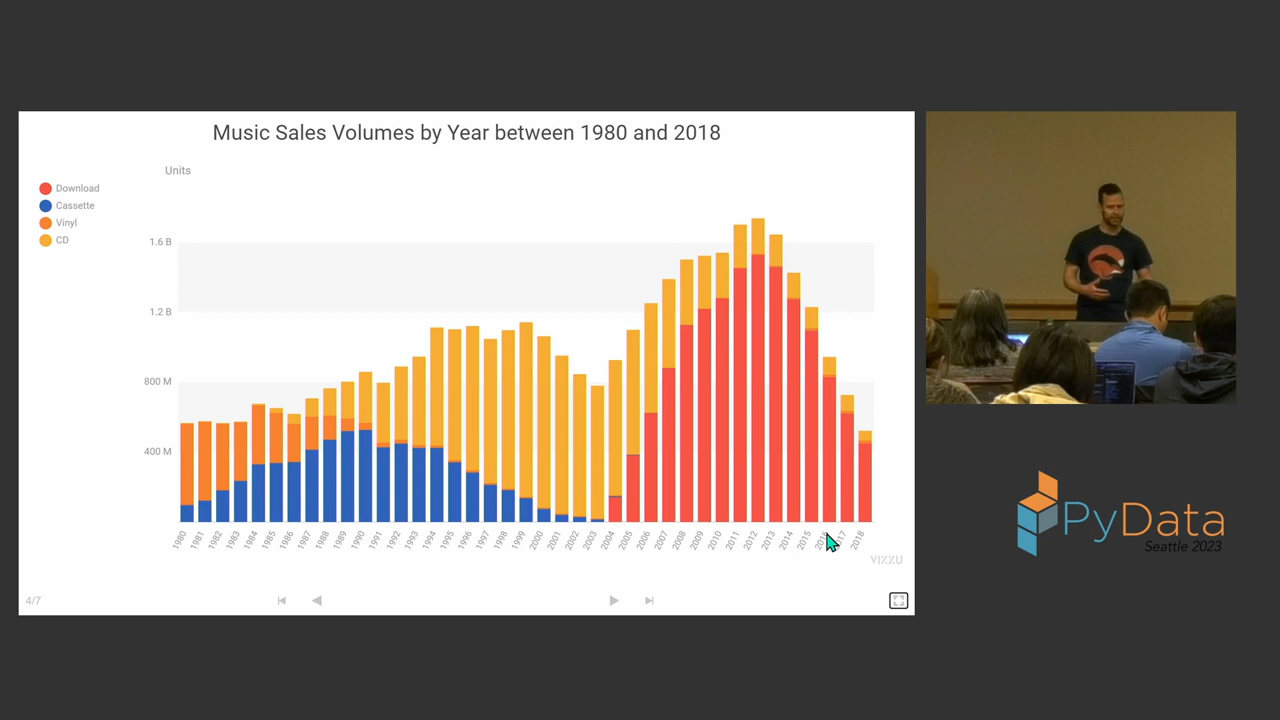 Music Sales Volumes by Year between 1980 and 2018
Units
Download
Cassette
Vinyl
CD
1.6 B
1.2 B
800 M
400 M
1980 1981 1982 1983 1984 1985 1986 1987 1988 1989 1990 1991 1992 1993 1994 1995 1996 1997 1998 1999 2000 2001 2002 2003 2004 2005 2006 2007 2008 2009 2010 2011 2012 2013 2014 2015 2016 2017 2018
VIZZU
4/7
PyData
Seattle 2023